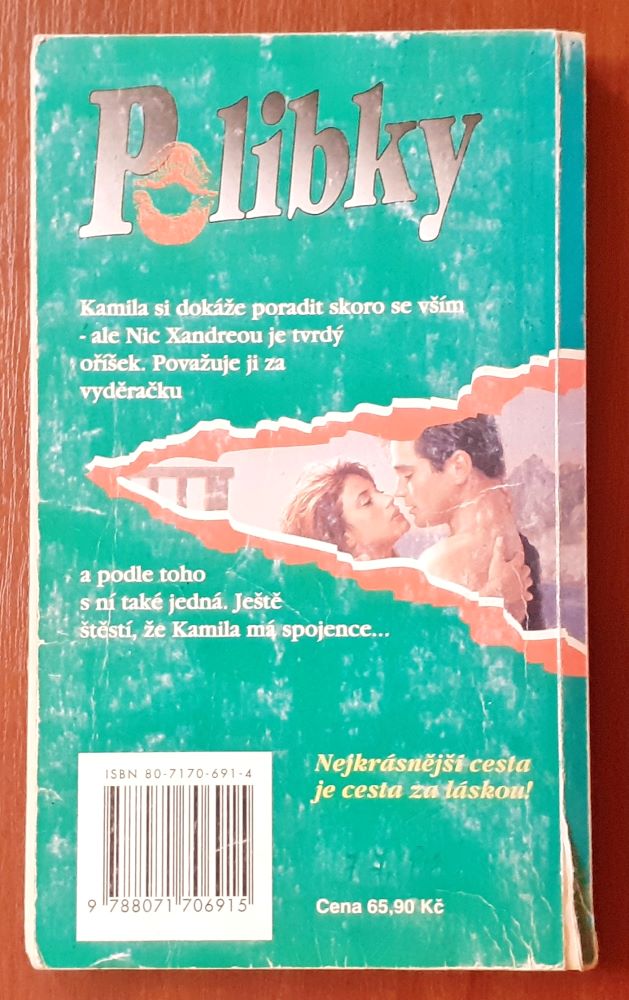 Polibky
Kamila si dokáže poradit skoro se vším
- ale Nic Xandreou je tvrdý
oříšek. Považuje ji za
vyděračku
a podle toho
s ní také jedná. Ještě
štěstí, že Kamila má spojence...
ISBN 80-7170-691-4
9 788071 706915
Nejkrásnější cesta
je cesta za láskou!
Cena 65,90 Kč